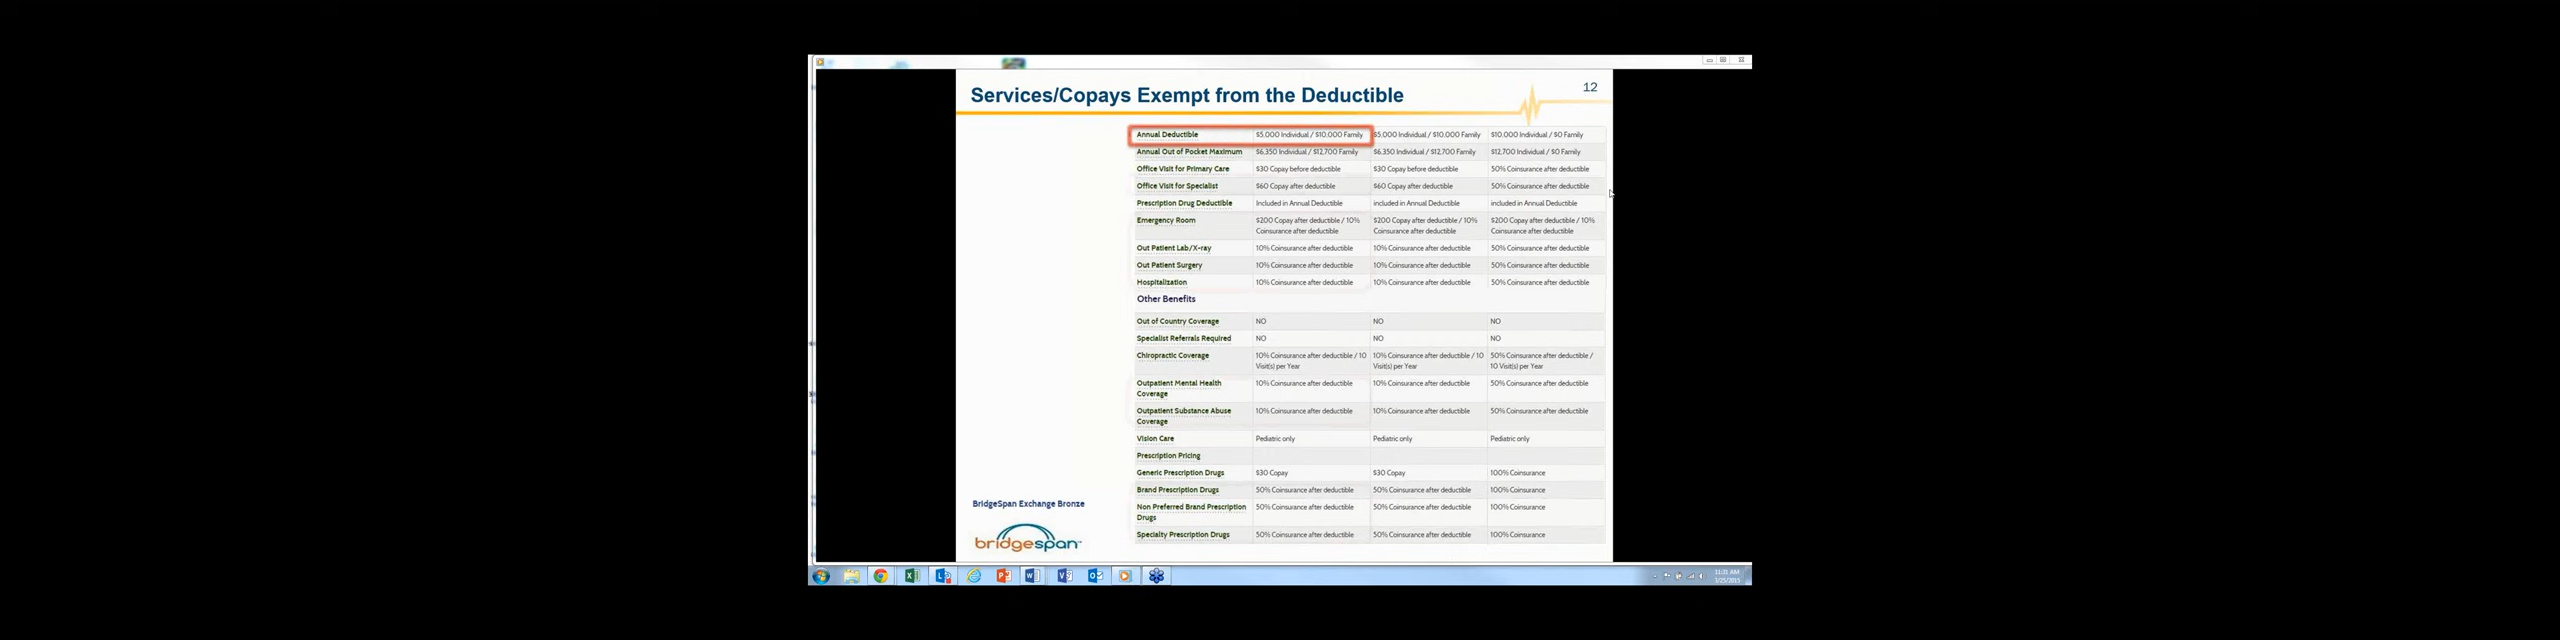 Services/Copays Exempt from the Deductible
12
Annual Deductible $5,000 Individual / $10,000 Family $5,000 Individual / $10,000 Family $10,000 Individual / $0 Family
Annual Out of Pocket Maximum $6,350 Individual / $12,700 Family $6,350 Individual / $12,700 Family $12,700 Individual / $0 Family
Office Visit for Primary Care $30 Copay before deductible $30 Copay before deductible 50% Coinsurance after deductible
Office Visit for Specialist $60 Copay after deductible $60 Copay after deductible 50% Coinsurance after deductible
Prescription Drug Deductible Included in Annual Deductible included in Annual Deductible included in Annual Deductible
Emergency Room $200 Copay after deductible / 10% $200 Copay after deductible / 10% $200 Copay after deductible / 10%
Coinsurance after deductible Coinsurance after deductible Coinsurance after deductible
Out Patient Lab/X-ray 10% Coinsurance after deductible 10% Coinsurance after deductible 50% Coinsurance after deductible
Out Patient Surgery 10% Coinsurance after deductible 10% Coinsurance after deductible 50% Coinsurance after deductible
Hospitalization 10% Coinsurance after deductible 10% Coinsurance after deductible 50% Coinsurance after deductible
Other Benefits
Out of Country Coverage NO NO NO
Specialist Referrals Required NO NO NO
Chiropractic Coverage 10% Coinsurance after deductible / 10 10% Coinsurance after deductible / 10 50% Coinsurance after deductible /
Visit(s) per Year Visit(s) per Year 10 Visit(s) per Year
Outpatient Mental Health 10% Coinsurance after deductible 10% Coinsurance after deductible 50% Coinsurance after deductible
Coverage
Outpatient Substance Abuse 10% Coinsurance after deductible 10% Coinsurance after deductible 50% Coinsurance after deductible
Coverage
Vision Care Pediatric only Pediatric only Pediatric only
Prescription Pricing
Generic Prescription Drugs $30 Copay $30 Copay 100% Coinsurance
Brand Prescription Drugs 50% Coinsurance after deductible 50% Coinsurance after deductible 100% Coinsurance
Non Preferred Brand Prescription 50% Coinsurance after deductible 50% Coinsurance after deductible 100% Coinsurance
Drugs
Specialty Prescription Drugs 50% Coinsurance after deductible 50% Coinsurance after deductible 100% Coinsurance
BridgeSpan Exchange Bronze
bridgespan
11:31 AM
3/25/2015